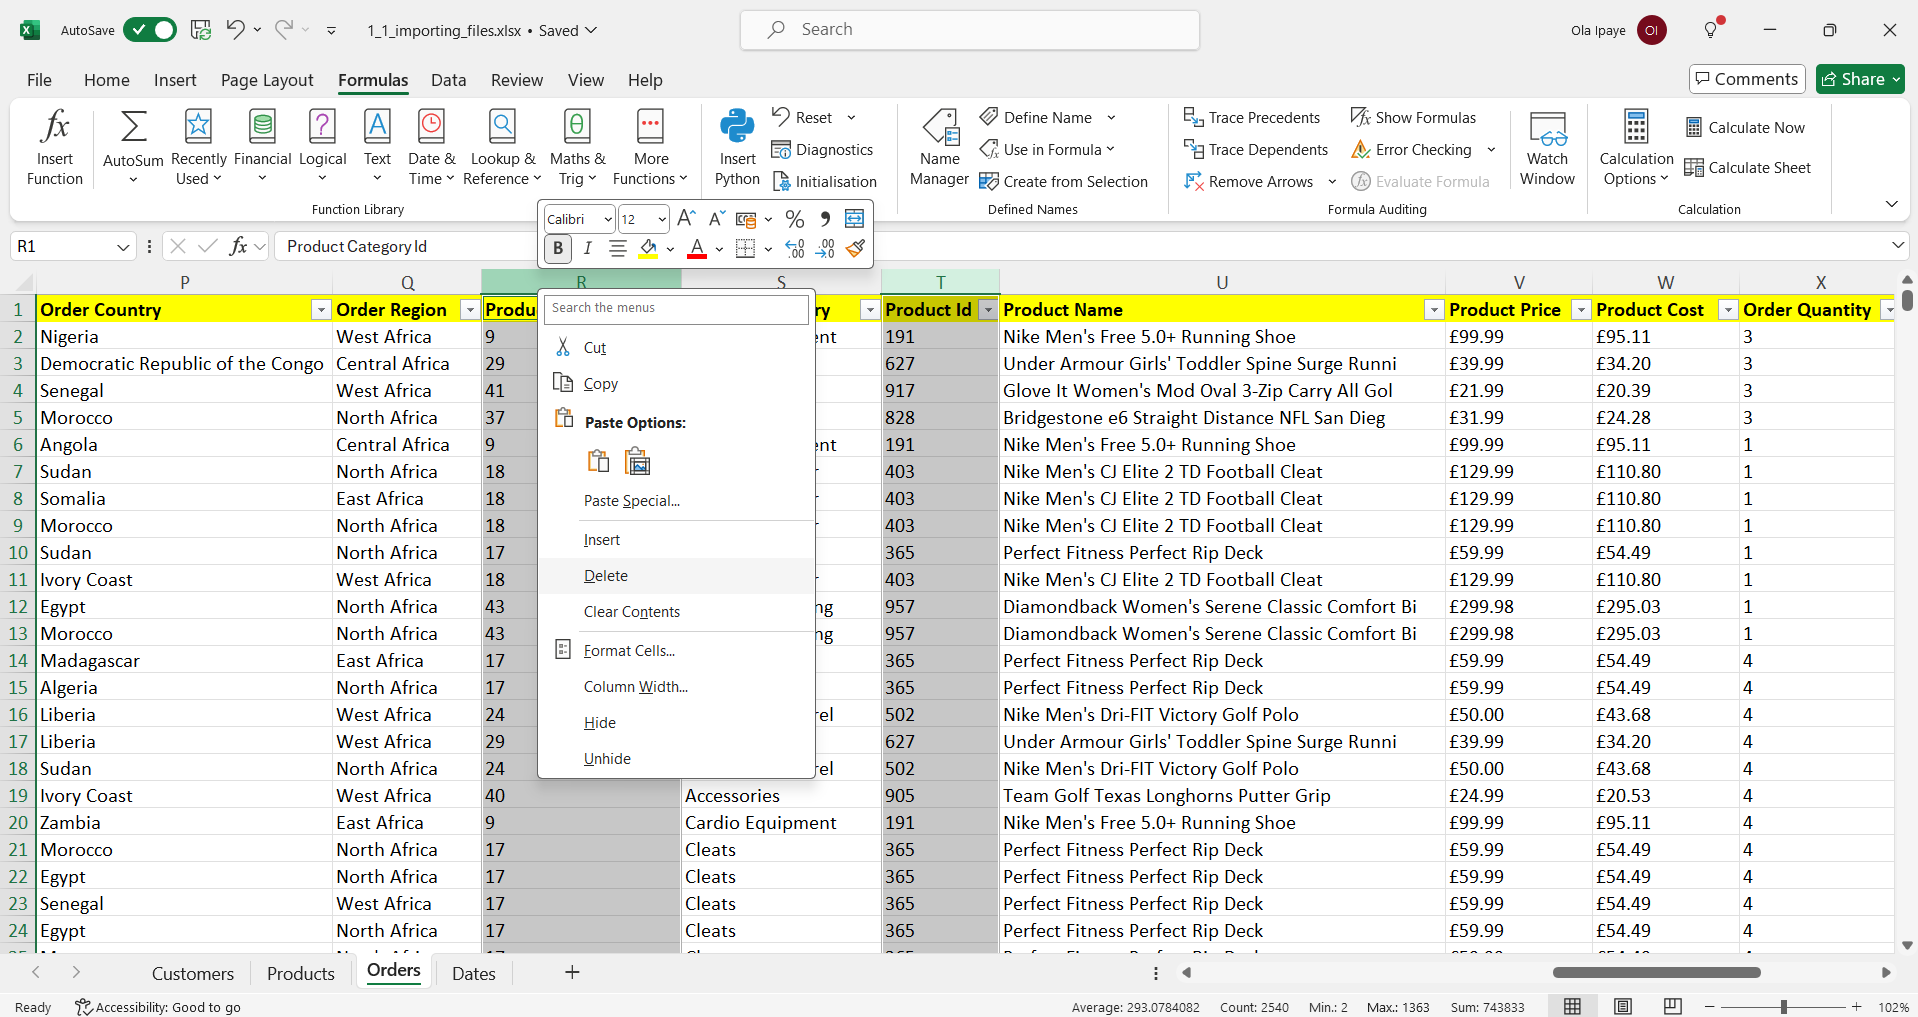 AutoSave
1_1_importing_files.xlsx • Saved
Search
Ola Ipaye
OI
File Home Insert Page Layout Formulas Data Review View Help
Comments
Share
Insert Function
AutoSum
Recently Used
Financial
Logical
Text
Date & Time
Lookup & Reference
Maths & Trig
More Functions
Function Library
Insert Python
Reset
Diagnostics
Initialisation
Name Manager
Define Name
Use in Formula
Create from Selection
Defined Names
Trace Precedents
Trace Dependents
Remove Arrows
Show Formulas
Error Checking
Evaluate Formula
Formula Auditing
Watch Window
Calculation Options
Calculate Now
Calculate Sheet
Calculation
R1
fx
Product Category Id
Calibri 12
B I A
P Q R S T U V W X
1 Order Country Order Region Produ ry Product Id Product Name Product Price Product Cost Order Quantity
2 Nigeria West Africa 9 ent 191 Nike Men's Free 5.0+ Running Shoe £99.99 £95.11 3
3 Democratic Republic of the Congo Central Africa 29 627 Under Armour Girls' Toddler Spine Surge Runni £39.99 £34.20 3
4 Senegal West Africa 41 917 Glove It Women's Mod Oval 3-Zip Carry All Gol £21.99 £20.39 3
5 Morocco North Africa 37 828 Bridgestone e6 Straight Distance NFL San Dieg £31.99 £24.28 3
6 Angola Central Africa 9 ent 191 Nike Men's Free 5.0+ Running Shoe £99.99 £95.11 1
7 Sudan North Africa 18 r 403 Nike Men's CJ Elite 2 TD Football Cleat £129.99 £110.80 1
8 Somalia East Africa 18 r 403 Nike Men's CJ Elite 2 TD Football Cleat £129.99 £110.80 1
9 Morocco North Africa 18 r 403 Nike Men's CJ Elite 2 TD Football Cleat £129.99 £110.80 1
10 Sudan North Africa 17 365 Perfect Fitness Perfect Rip Deck £59.99 £54.49 1
11 Ivory Coast West Africa 18 r 403 Nike Men's CJ Elite 2 TD Football Cleat £129.99 £110.80 1
12 Egypt North Africa 43 ng 957 Diamondback Women's Serene Classic Comfort Bi £299.98 £295.03 1
13 Morocco North Africa 43 ng 957 Diamondback Women's Serene Classic Comfort Bi £299.98 £295.03 1
14 Madagascar East Africa 17 365 Perfect Fitness Perfect Rip Deck £59.99 £54.49 4
15 Algeria North Africa 17 365 Perfect Fitness Perfect Rip Deck £59.99 £54.49 4
16 Liberia West Africa 24 rel 502 Nike Men's Dri-FIT Victory Golf Polo £50.00 £43.68 4
17 Liberia West Africa 29 627 Under Armour Girls' Toddler Spine Surge Runni £39.99 £34.20 4
18 Sudan North Africa 24 rel 502 Nike Men's Dri-FIT Victory Golf Polo £50.00 £43.68 4
19 Ivory Coast West Africa 40 Accessories 905 Team Golf Texas Longhorns Putter Grip £24.99 £20.53 4
20 Zambia East Africa 9 Cardio Equipment 191 Nike Men's Free 5.0+ Running Shoe £99.99 £95.11 4
21 Morocco North Africa 17 Cleats 365 Perfect Fitness Perfect Rip Deck £59.99 £54.49 4
22 Egypt North Africa 17 Cleats 365 Perfect Fitness Perfect Rip Deck £59.99 £54.49 4
23 Senegal West Africa 17 Cleats 365 Perfect Fitness Perfect Rip Deck £59.99 £54.49 4
24 Egypt North Africa 17 Cleats 365 Perfect Fitness Perfect Rip Deck £59.99 £54.49 4
Search the menus
Cut
Copy
Paste Options:
Paste Special...
Insert
Delete
Clear Contents
Format Cells...
Column Width...
Hide
Unhide
Customers Products Orders Dates
Ready Accessibility: Good to go Average: 293.0784082 Count: 2540 Min.: 2 Max.: 1363 Sum: 743833 102%